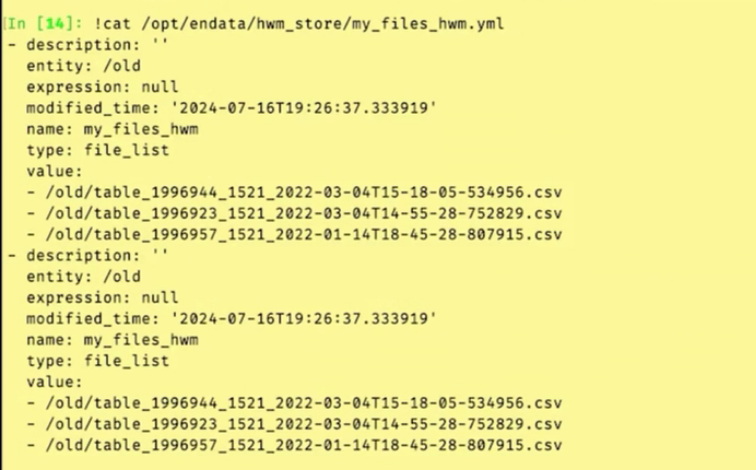 In [14]: !cat /opt/endata/hwm_store/my_files_hwm.yml
- description: ''
  entity: /old
  expression: null
  modified_time: '2024-07-16T19:26:37.333919'
  name: my_files_hwm
  type: file_list
  value:
  - /old/table_1996944_1521_2022-03-04T15-18-05-534956.csv
  - /old/table_1996923_1521_2022-03-04T14-55-28-752829.csv
  - /old/table_1996957_1521_2022-01-14T18-45-28-807915.csv
- description: ''
  entity: /old
  expression: null
  modified_time: '2024-07-16T19:26:37.333919'
  name: my_files_hwm
  type: file_list
  value:
  - /old/table_1996944_1521_2022-03-04T15-18-05-534956.csv
  - /old/table_1996923_1521_2022-03-04T14-55-28-752829.csv
  - /old/table_1996957_1521_2022-01-14T18-45-28-807915.csv